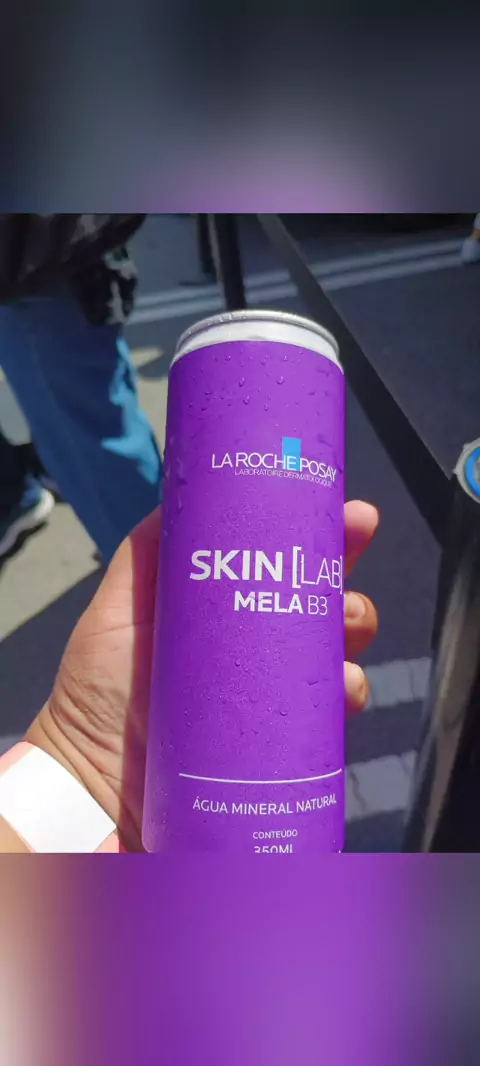 LA ROCHE POSAY
LABORATOIRE DERMATOLOGIQUE
SKIN [LAB]
MELA B3
ÁGUA MINERAL NATURAL
CONTEÚDO
350ML